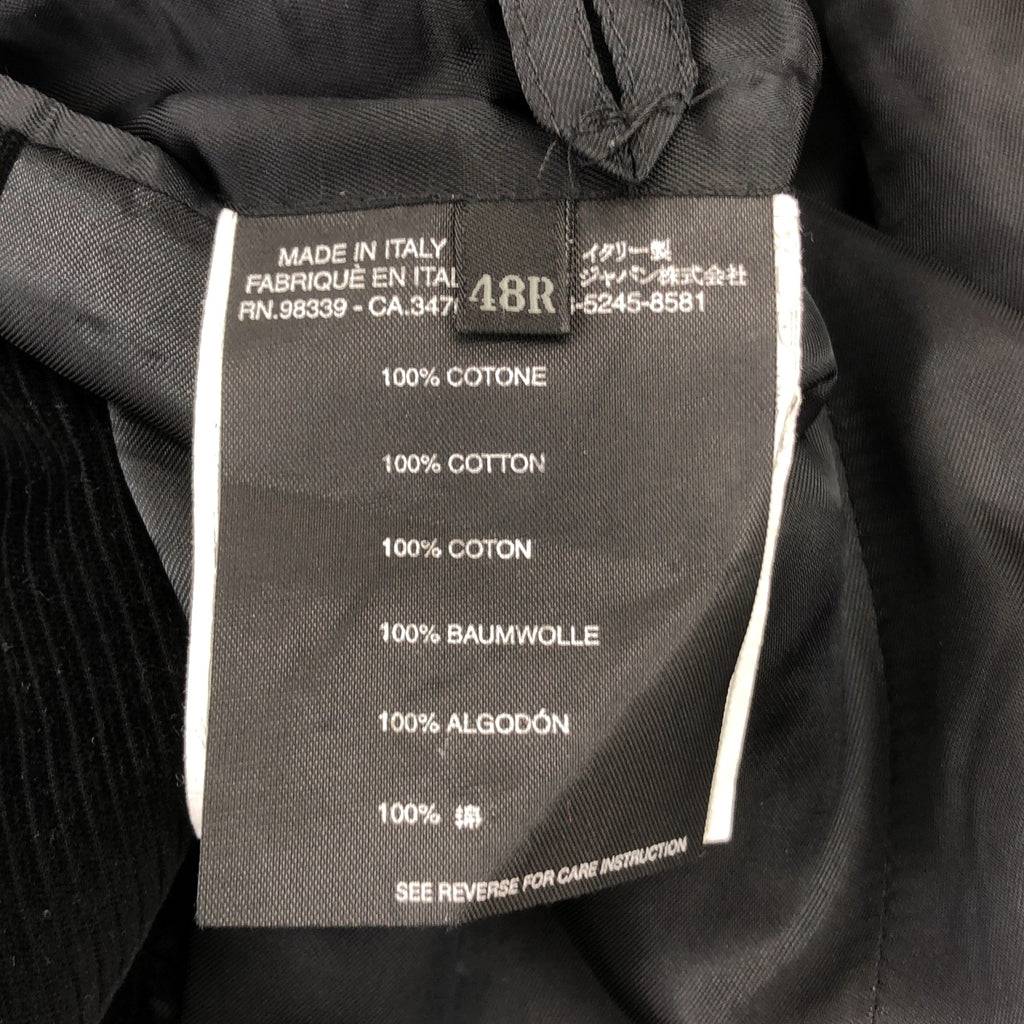 MADE IN ITALY イタリー製
FABRIQUÈ EN ITAL ジャパン株式会社
RN.98339 - CA.347 -5245-8581
48R
100% COTONE
100% COTTON
100% COTON
100% BAUMWOLLE
100% ALGODÓN
100% 綿
SEE REVERSE FOR CARE INSTRUCTION